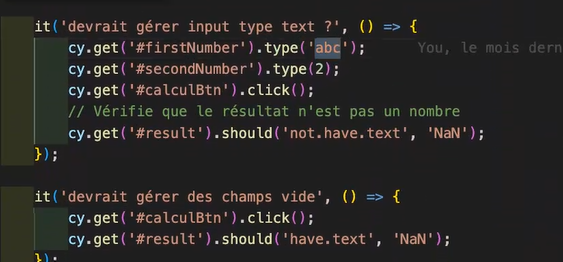 it('devrait gérer input type text ?', () => {
cy.get('#firstNumber').type('abc'); You, le mois dern
cy.get('#secondNumber').type(2);
cy.get('#calculBtn').click();
// Vérifie que le résultat n'est pas un nombre
cy.get('#result').should('not.have.text', 'NaN');
});
it('devrait gérer des champs vide', () => {
cy.get('#calculBtn').click();
cy.get('#result').should('have.text', 'NaN');
});